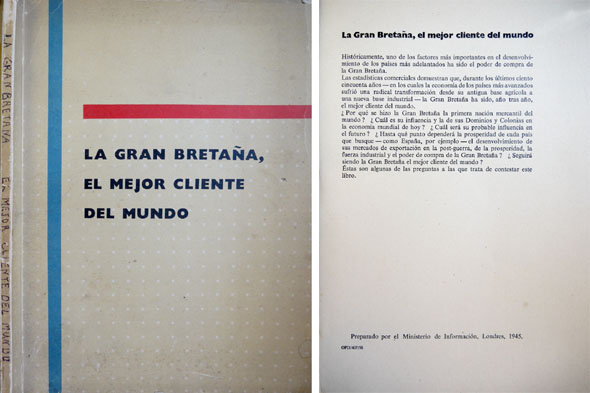 LA GRAN BRETAÑA EL MEJOR CLIENTE DEL MUNDO
LA GRAN BRETAÑA,
EL MEJOR CLIENTE
DEL MUNDO
La Gran Bretaña, el mejor cliente del mundo
Históricamente, uno de los factores más importantes en el desenvolvi-
miento de los países más adelantados ha sido el poder de compra de
la Gran Bretaña.
Las estadísticas comerciales demuestran que, durante los últimos ciento
cincuenta años — en los cuales la economía de los países más avanzados
sufrió una radical transformación desde su antigua base agrícola a
una nueva base industrial — la Gran Bretaña ha sido, año tras año,
el mejor cliente del mundo.
¿ Por qué se hizo la Gran Bretaña la primera nación mercantil del
mundo ? ¿ Cuál es su influencia y la de sus Dominios y Colonias en
la economía mundial de hoy ? ¿ Cuál será su probable influencia en
el futuro ? ¿ Hasta qué punto dependerá la prosperidad de cada país
que busque — como España, por ejemplo — el desenvolvimiento de
sus mercados de exportación en la post-guerra, de la prosperidad, la
fuerza industrial y el poder de compra de la Gran Bretaña ? ¿ Seguirá
siendo la Gran Bretaña el mejor cliente del mundo ?
Éstas son algunas de las preguntas a las que trata de contestar este
libro.
Preparado por el Ministerio de Información, Londres, 1945.